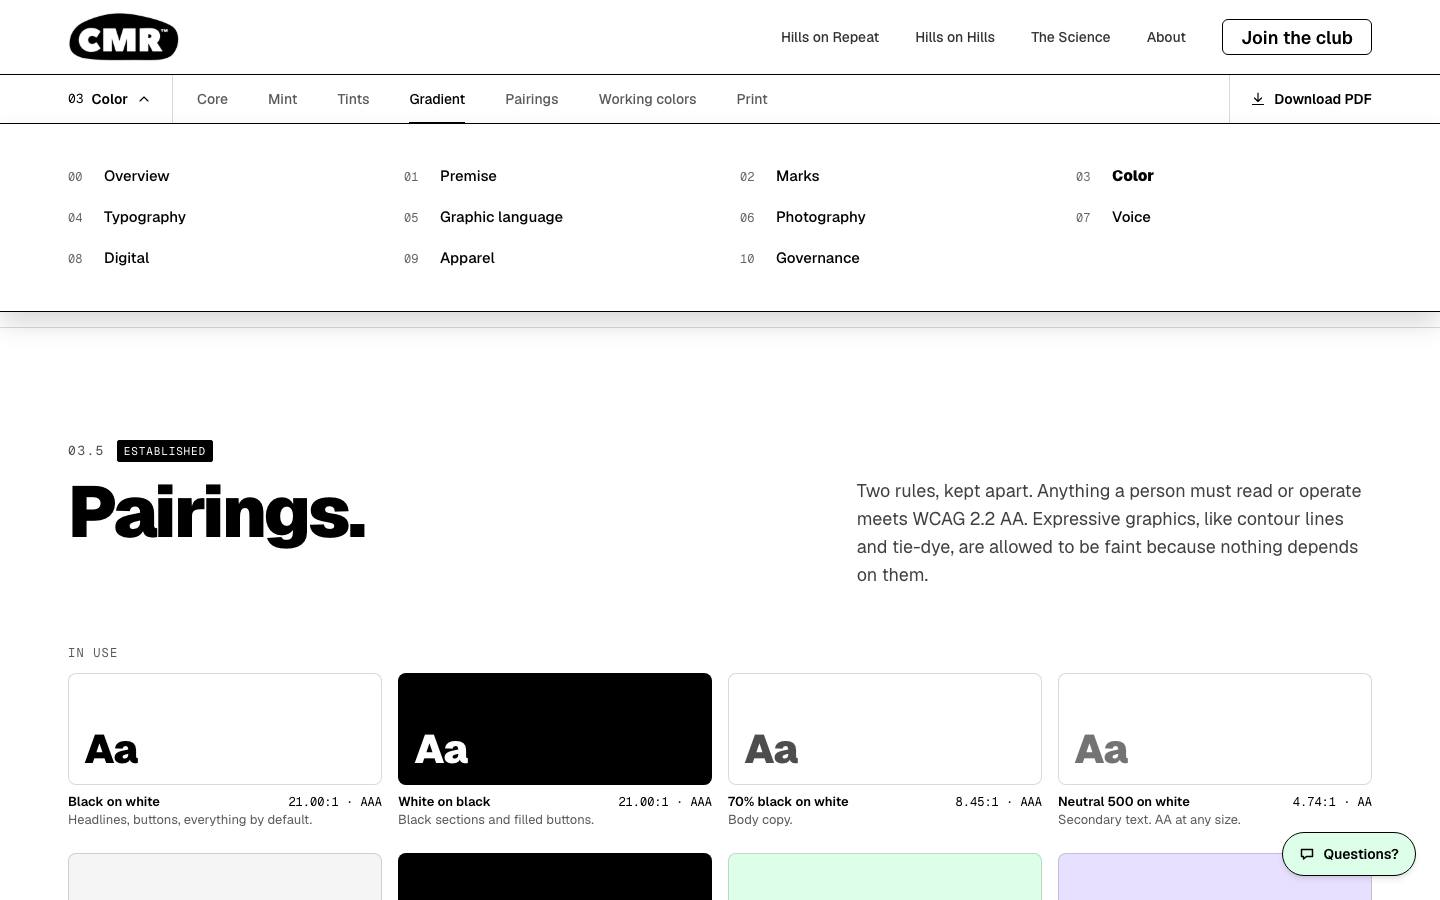 CMR™
Hills on Repeat
Hills on Hills
The Science
About
Join the club
03 Color
Core
Mint
Tints
Gradient
Pairings
Working colors
Print
Download PDF
00 Overview
01 Premise
02 Marks
03 Color
04 Typography
05 Graphic language
06 Photography
07 Voice
08 Digital
09 Apparel
10 Governance
03.5 ESTABLISHED
Pairings.
Two rules, kept apart. Anything a person must read or operate
meets WCAG 2.2 AA. Expressive graphics, like contour lines
and tie-dye, are allowed to be faint because nothing depends
on them.
IN USE
Aa
Black on white 21.00:1 · AAA
Headlines, buttons, everything by default.
Aa
White on black 21.00:1 · AAA
Black sections and filled buttons.
Aa
70% black on white 8.45:1 · AAA
Body copy.
Aa
Neutral 500 on white 4.74:1 · AA
Secondary text. AA at any size.
Questions?